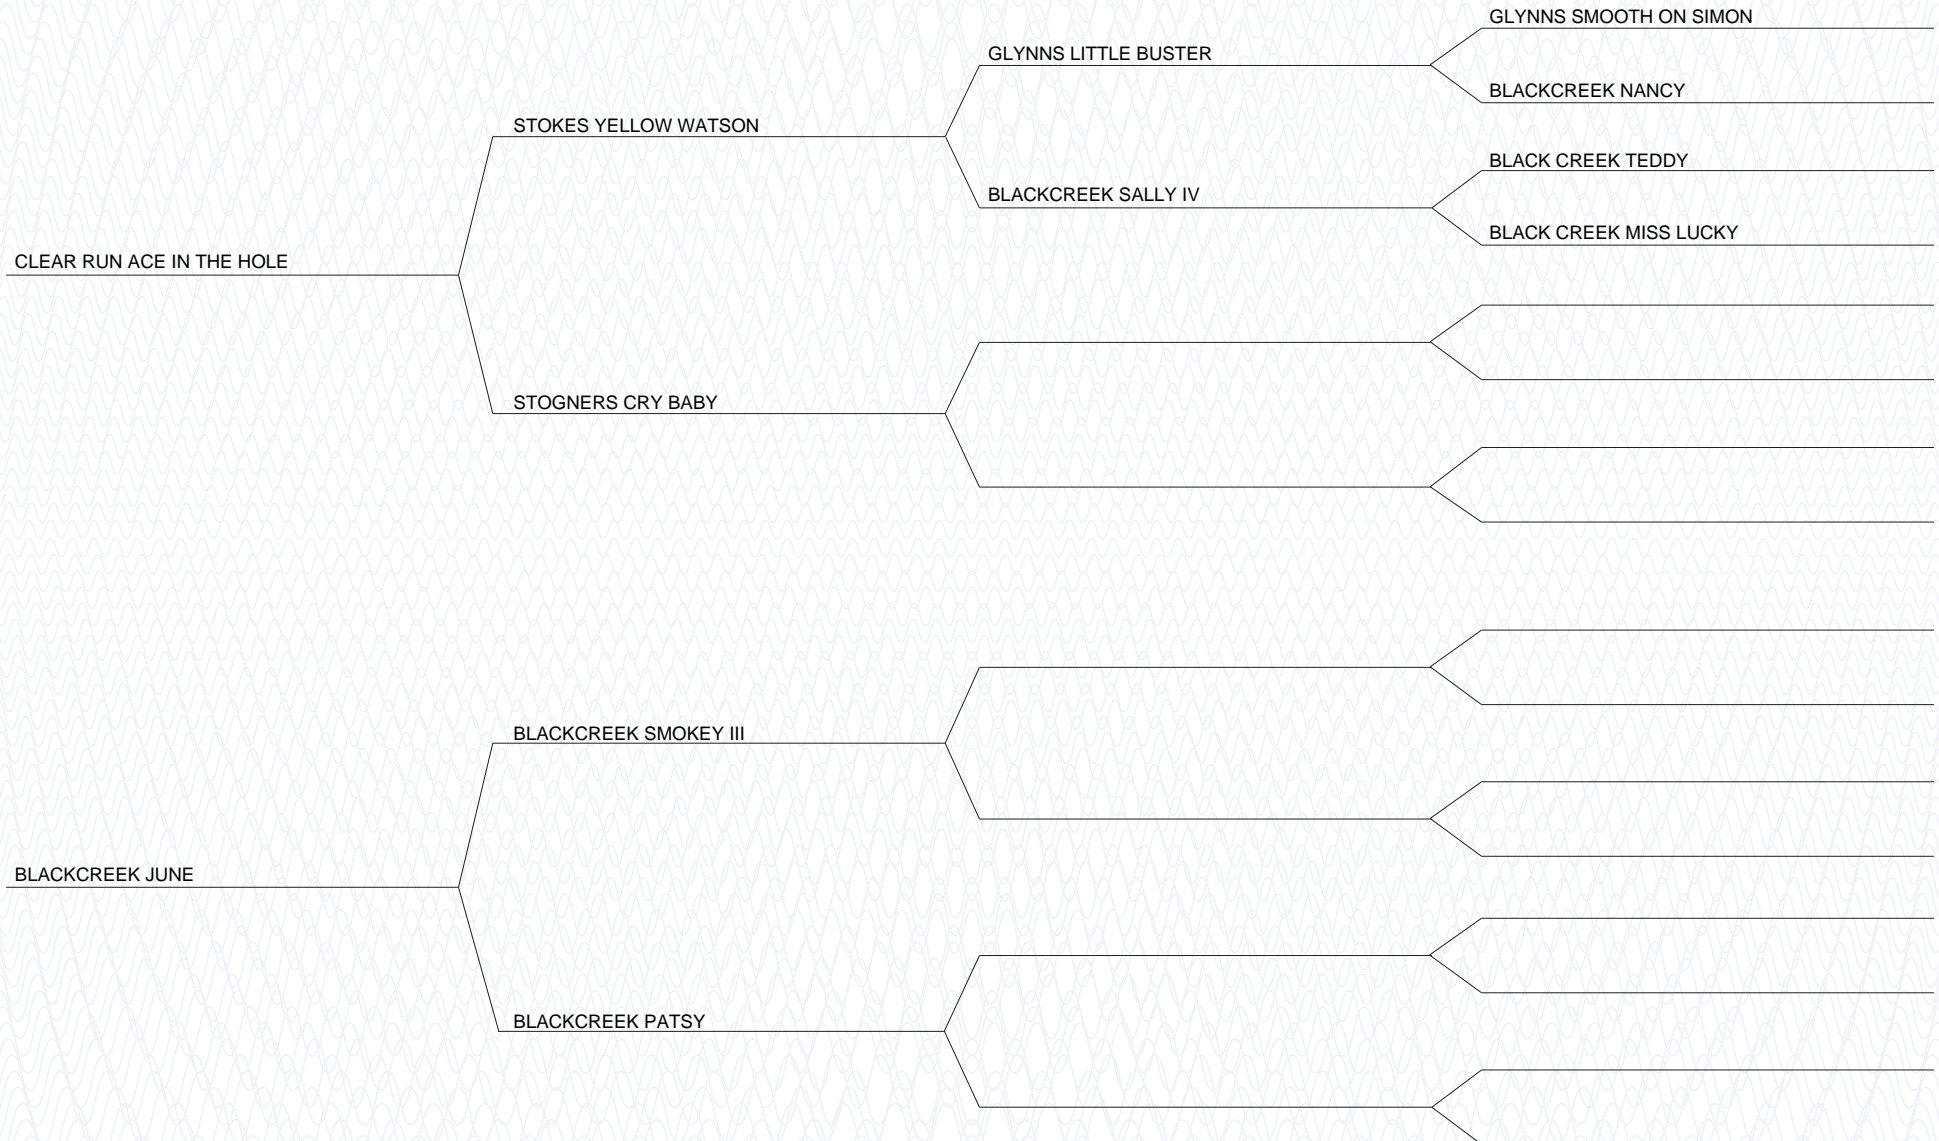 GLYNNS SMOOTH ON SIMON
GLYNNS LITTLE BUSTER
BLACKCREEK NANCY
STOKES YELLOW WATSON
BLACK CREEK TEDDY
BLACKCREEK SALLY IV
BLACK CREEK MISS LUCKY
CLEAR RUN ACE IN THE HOLE
STOGNERS CRY BABY
BLACKCREEK SMOKEY III
BLACKCREEK JUNE
BLACKCREEK PATSY